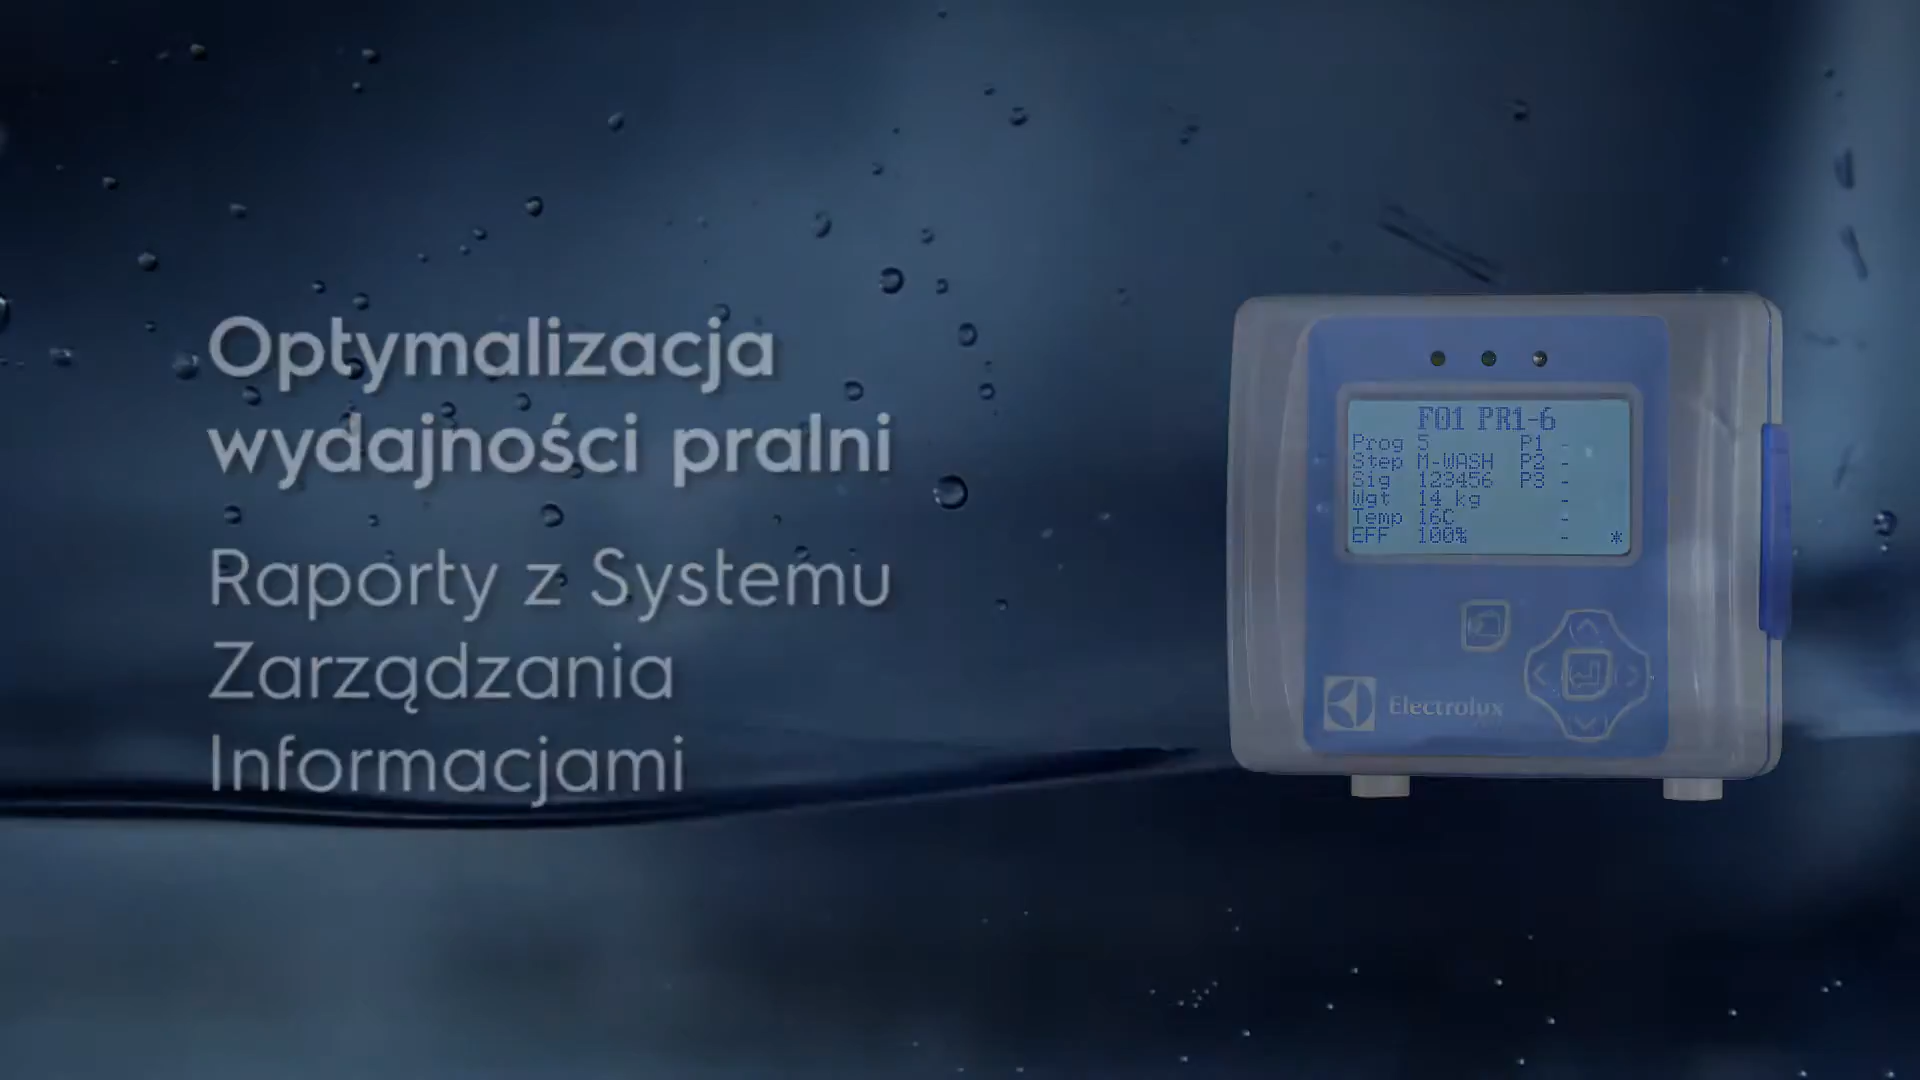 Optymalizacja
wydajności pralni
Raporty z Systemu
Zarządzania
Informacjami
F01 PR1-6
Prog 5 P1 -
Step M-WASH P2 -
Sig 123456 P3 -
Wgt 14 kg -
Temp 16C -
EFF 100% - *
Electrolux